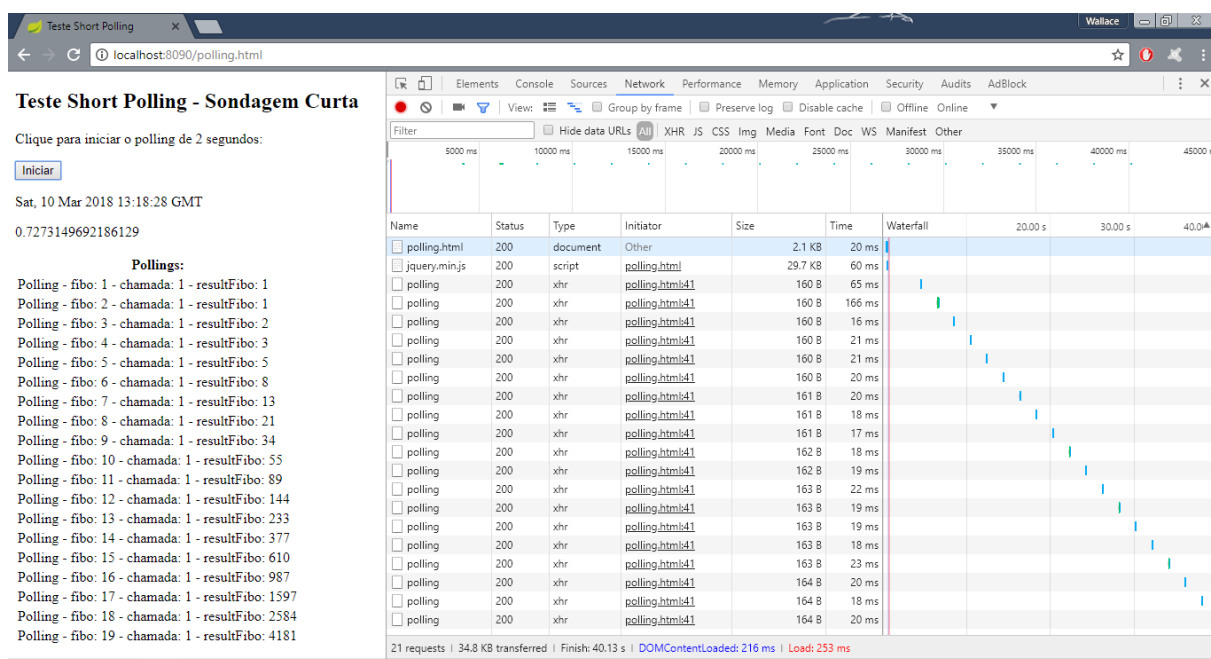 Teste Short Polling
Wallace
localhost:8090/polling.html
Teste Short Polling - Sondagem Curta
Clique para iniciar o polling de 2 segundos:
Iniciar
Sat, 10 Mar 2018 13:18:28 GMT
0.7273149692186129
Pollings:
Polling - fibo: 1 - chamada: 1 - resultFibo: 1
Polling - fibo: 2 - chamada: 1 - resultFibo: 1
Polling - fibo: 3 - chamada: 1 - resultFibo: 2
Polling - fibo: 4 - chamada: 1 - resultFibo: 3
Polling - fibo: 5 - chamada: 1 - resultFibo: 5
Polling - fibo: 6 - chamada: 1 - resultFibo: 8
Polling - fibo: 7 - chamada: 1 - resultFibo: 13
Polling - fibo: 8 - chamada: 1 - resultFibo: 21
Polling - fibo: 9 - chamada: 1 - resultFibo: 34
Polling - fibo: 10 - chamada: 1 - resultFibo: 55
Polling - fibo: 11 - chamada: 1 - resultFibo: 89
Polling - fibo: 12 - chamada: 1 - resultFibo: 144
Polling - fibo: 13 - chamada: 1 - resultFibo: 233
Polling - fibo: 14 - chamada: 1 - resultFibo: 377
Polling - fibo: 15 - chamada: 1 - resultFibo: 610
Polling - fibo: 16 - chamada: 1 - resultFibo: 987
Polling - fibo: 17 - chamada: 1 - resultFibo: 1597
Polling - fibo: 18 - chamada: 1 - resultFibo: 2584
Polling - fibo: 19 - chamada: 1 - resultFibo: 4181
Elements Console Sources Network Performance Memory Application Security Audits AdBlock
View: Group by frame Preserve log Disable cache Offline Online
Filter Hide data URLs All XHR JS CSS Img Media Font Doc WS Manifest Other
5000 ms 10000 ms 15000 ms 20000 ms 25000 ms 30000 ms 35000 ms 40000 ms 45000
Name Status Type Initiator Size Time Waterfall 20.00 s 30.00 s 40.0
polling.html 200 document Other 2.1 KB 20 ms
jquery.min.js 200 script polling.html 29.7 KB 60 ms
polling 200 xhr polling.html:41 160 B 65 ms
polling 200 xhr polling.html:41 160 B 166 ms
polling 200 xhr polling.html:41 160 B 16 ms
polling 200 xhr polling.html:41 160 B 21 ms
polling 200 xhr polling.html:41 160 B 21 ms
polling 200 xhr polling.html:41 160 B 20 ms
polling 200 xhr polling.html:41 161 B 20 ms
polling 200 xhr polling.html:41 161 B 18 ms
polling 200 xhr polling.html:41 161 B 17 ms
polling 200 xhr polling.html:41 162 B 18 ms
polling 200 xhr polling.html:41 162 B 19 ms
polling 200 xhr polling.html:41 163 B 22 ms
polling 200 xhr polling.html:41 163 B 19 ms
polling 200 xhr polling.html:41 163 B 19 ms
polling 200 xhr polling.html:41 163 B 18 ms
polling 200 xhr polling.html:41 163 B 23 ms
polling 200 xhr polling.html:41 164 B 20 ms
polling 200 xhr polling.html:41 164 B 18 ms
polling 200 xhr polling.html:41 164 B 20 ms
21 requests | 34.8 KB transferred | Finish: 40.13 s | DOMContentLoaded: 216 ms | Load: 253 ms